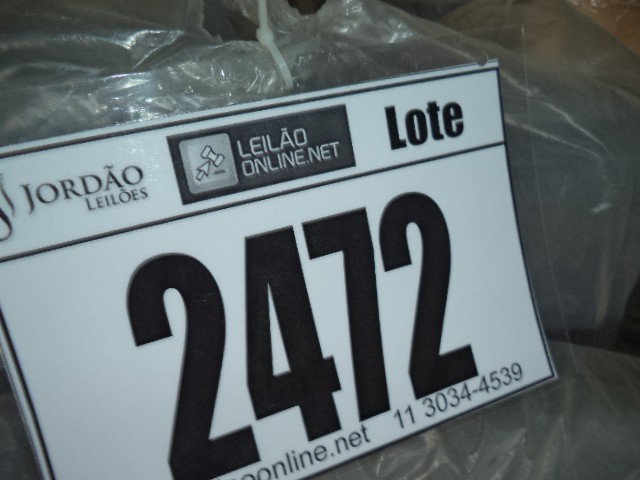 JORDÃO
LEILÕES
LEILÃO
ONLINE.NET
Lote
2472
11 3034-4539